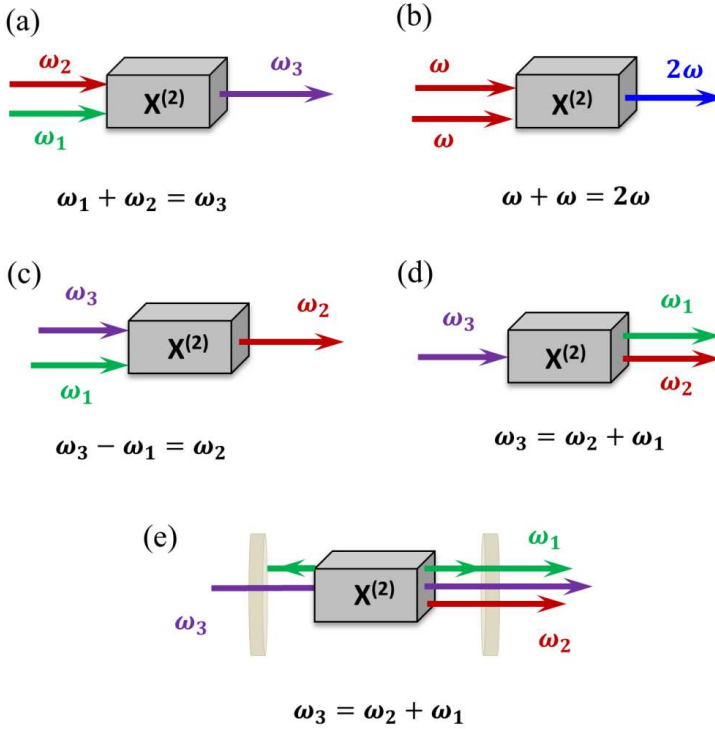 (a)
ω₂
ω₃
X⁽²⁾
ω₁
ω₁ + ω₂ = ω₃
(b)
ω
2ω
X⁽²⁾
ω
ω + ω = 2ω
(c)
ω₃
ω₂
X⁽²⁾
ω₁
ω₃ − ω₁ = ω₂
(d)
ω₁
ω₃
X⁽²⁾
ω₂
ω₃ = ω₂ + ω₁
(e)
ω₁
X⁽²⁾
ω₃
ω₂
ω₃ = ω₂ + ω₁